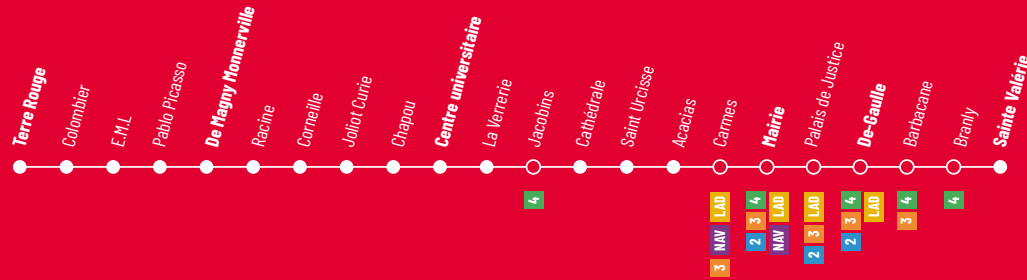 Terre Rouge
Colombier
E.M.L
Pablo Picasso
De Magny Monnerville
Racine
Corneille
Joliot Curie
Chapou
Centre universitaire
La Verrerie
Jacobins
Cathédrale
Saint Urcisse
Acacias
Carmes
Mairie
Palais de Justice
De-Gaulle
Barbacane
Branly
Sainte Valérie
4
3 NAV LAD
2 3 4
NAV LAD
2 3 LAD
2 3 4
LAD
3 4
4